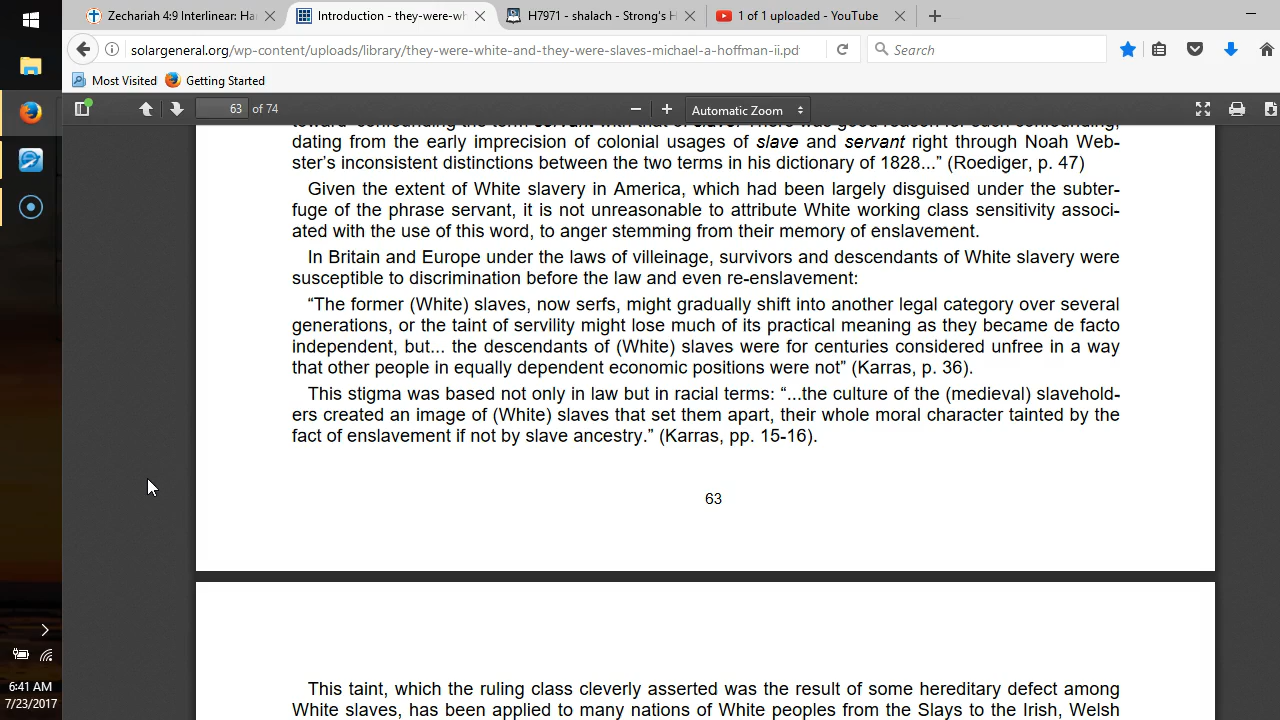 Zechariah 4:9 Interlinear: Ha
Introduction - they-were-wh
H7971 - shalach - Strong's H
1 of 1 uploaded - YouTube
solargeneral.org/wp-content/uploads/library/they-were-white-and-they-were-slaves-michael-a-hoffman-ii.pd
Search
Most Visited
Getting Started
63 of 74
Automatic Zoom
dating from the early imprecision of colonial usages of slave and servant right through Noah Web-
ster’s inconsistent distinctions between the two terms in his dictionary of 1828...” (Roediger, p. 47)
Given the extent of White slavery in America, which had been largely disguised under the subter-
fuge of the phrase servant, it is not unreasonable to attribute White working class sensitivity associ-
ated with the use of this word, to anger stemming from their memory of enslavement.
In Britain and Europe under the laws of villeinage, survivors and descendants of White slavery were
susceptible to discrimination before the law and even re-enslavement:
“The former (White) slaves, now serfs, might gradually shift into another legal category over several
generations, or the taint of servility might lose much of its practical meaning as they became de facto
independent, but... the descendants of (White) slaves were for centuries considered unfree in a way
that other people in equally dependent economic positions were not” (Karras, p. 36).
This stigma was based not only in law but in racial terms: “...the culture of the (medieval) slavehold-
ers created an image of (White) slaves that set them apart, their whole moral character tainted by the
fact of enslavement if not by slave ancestry.” (Karras, pp. 15-16).
63
This taint, which the ruling class cleverly asserted was the result of some hereditary defect among
White slaves, has been applied to many nations of White peoples from the Slavs to the Irish, Welsh
6:41 AM
7/23/2017